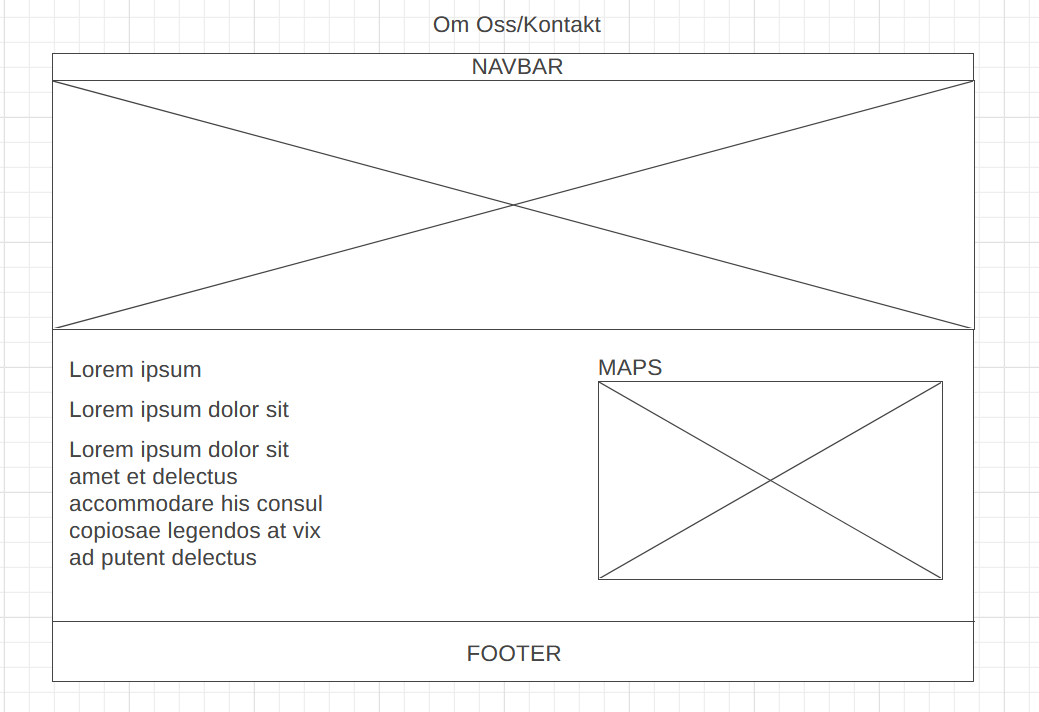 Om Oss/Kontakt
NAVBAR
Lorem ipsum
Lorem ipsum dolor sit
Lorem ipsum dolor sit
amet et delectus
accommodare his consul
copiosae legendos at vix
ad putent delectus
MAPS
FOOTER